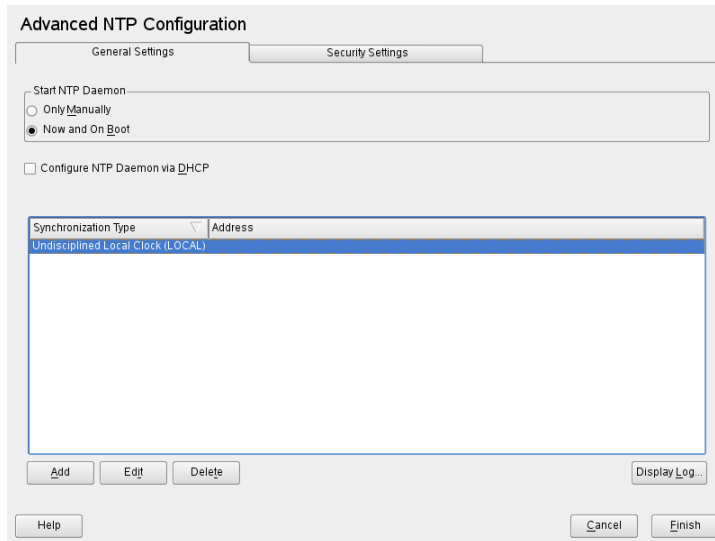 Advanced NTP Configuration
General Settings
Security Settings
Start NTP Daemon
Only Manually
Now and On Boot
Configure NTP Daemon via DHCP
Synchronization Type Address
Undisciplined Local Clock (LOCAL)
Add Edit Delete Display Log...
Help Cancel Finish